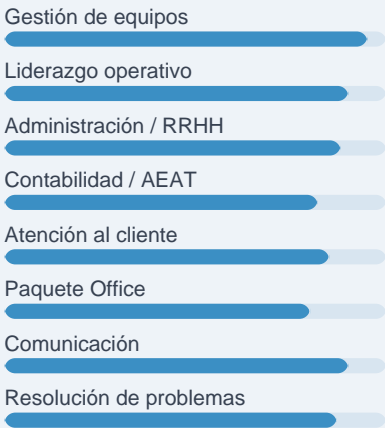 Gestión de equipos
Liderazgo operativo
Administración / RRHH
Contabilidad / AEAT
Atención al cliente
Paquete Office
Comunicación
Resolución de problemas